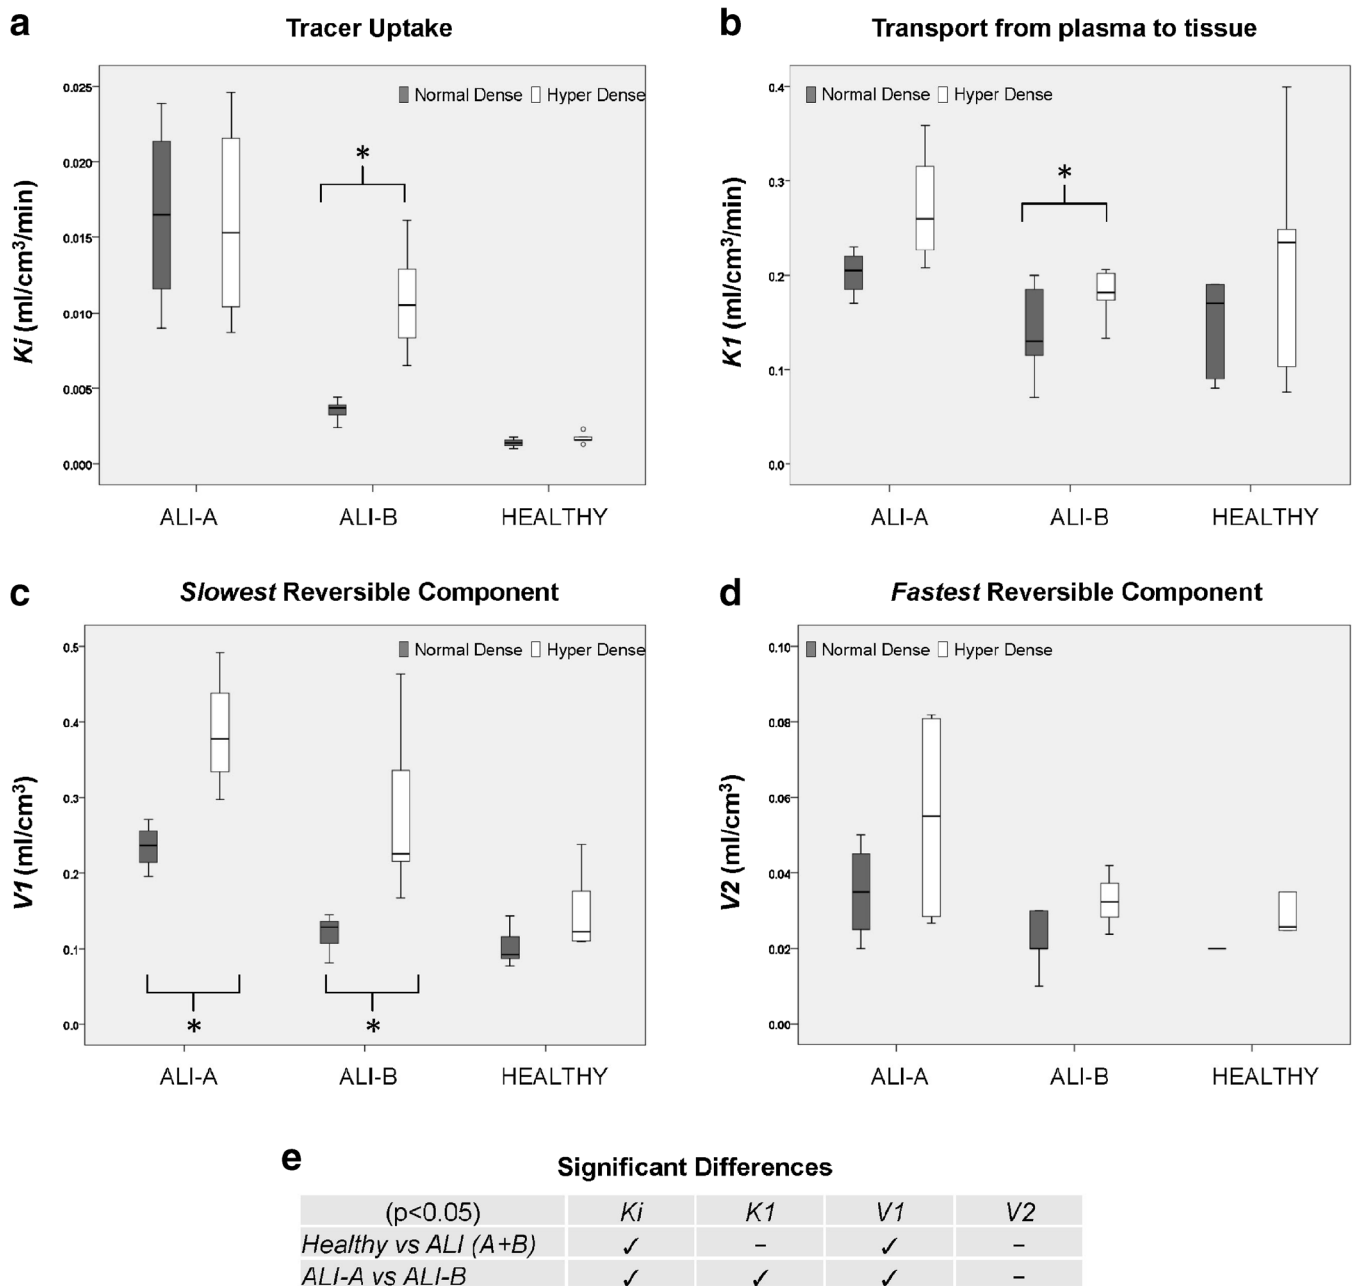 a
Tracer Uptake
Normal Dense Hyper Dense
0.025
0.020
0.015
0.010
0.005
0.000
Ki (ml/cm³/min)
*
ALI-A ALI-B HEALTHY
b
Transport from plasma to tissue
Normal Dense Hyper Dense
0.4
0.3
0.2
0.1
0.0
K1 (ml/cm³/min)
*
ALI-A ALI-B HEALTHY
c
Slowest Reversible Component
Normal Dense Hyper Dense
0.5
0.4
0.3
0.2
0.1
0.0
V1 (ml/cm³)
* *
ALI-A ALI-B HEALTHY
d
Fastest Reversible Component
Normal Dense Hyper Dense
0.10
0.08
0.06
0.04
0.02
0.00
V2 (ml/cm³)
ALI-A ALI-B HEALTHY
e
Significant Differences
(p<0.05) Ki K1 V1 V2
Healthy vs ALI (A+B) ✓ – ✓ –
ALI-A vs ALI-B ✓ ✓ ✓ –